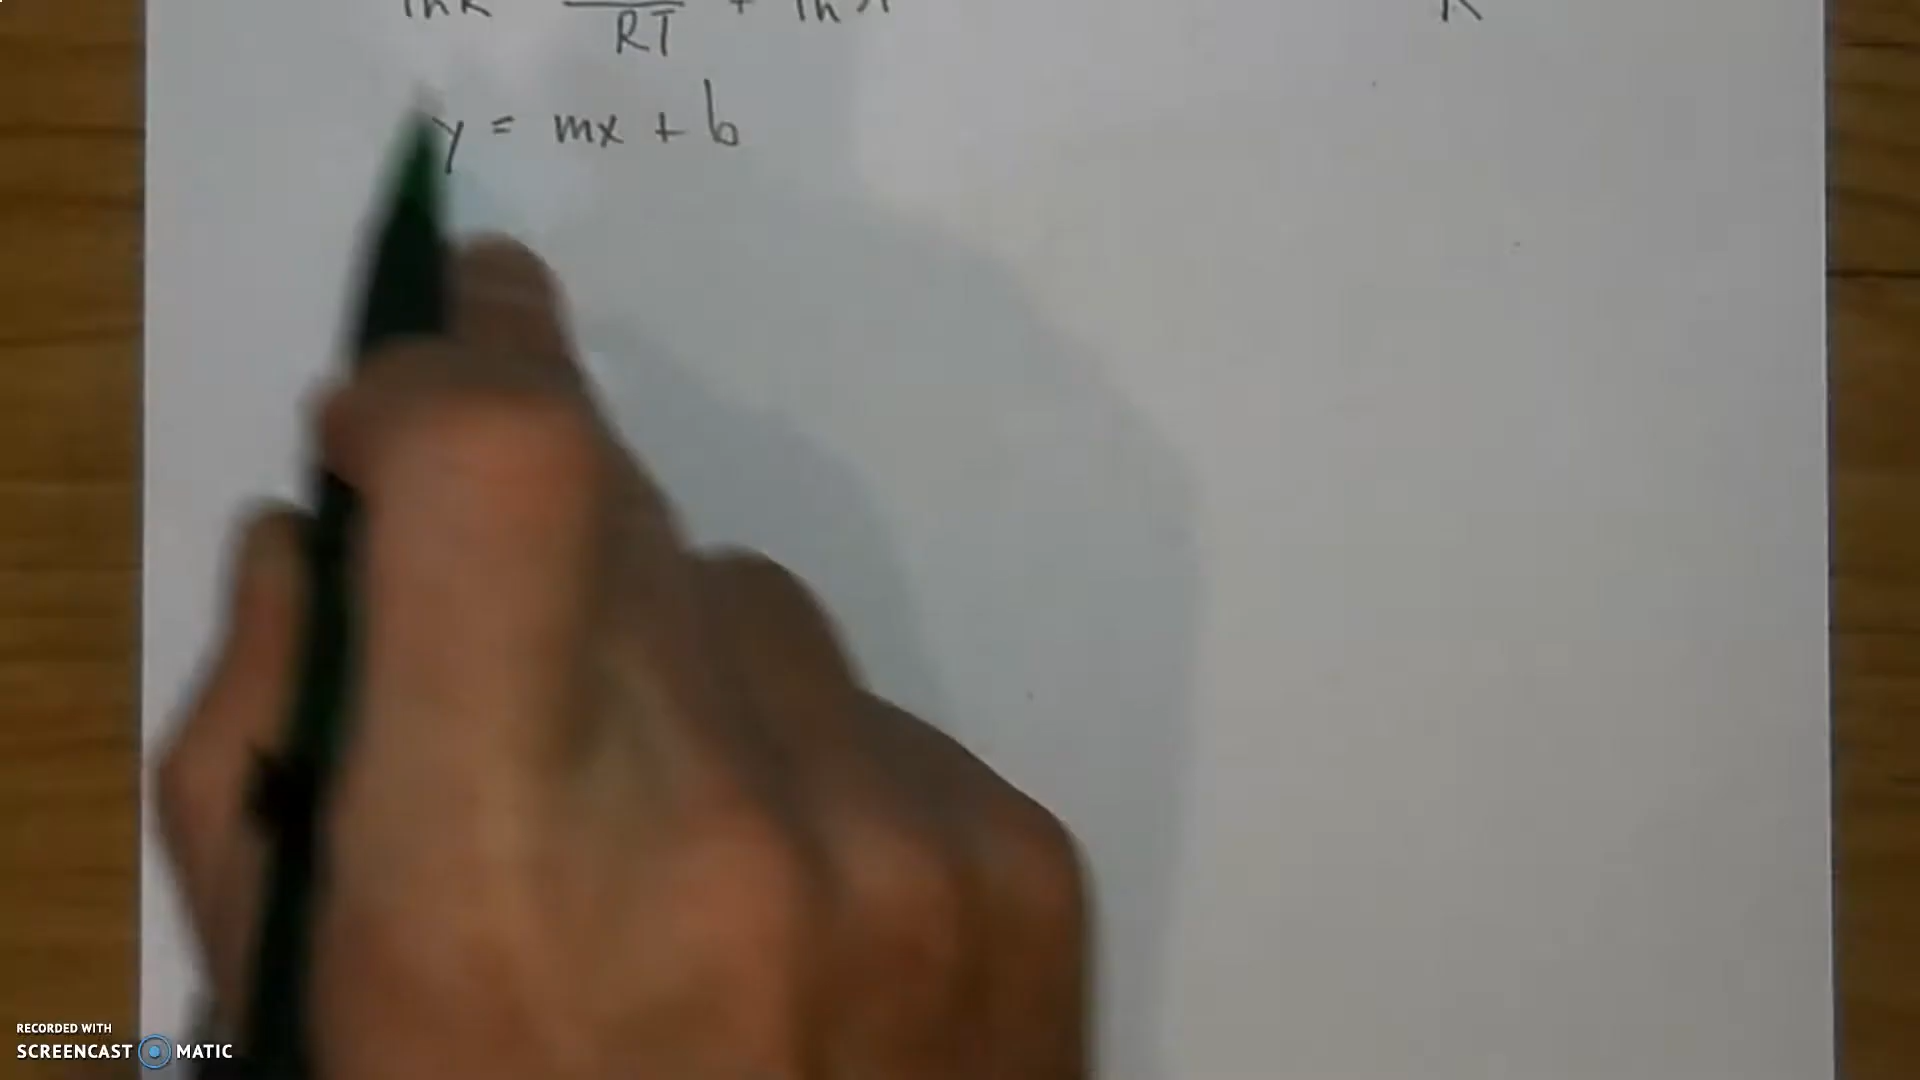 RT
y = mx + b
RECORDED WITH
SCREENCAST MATIC